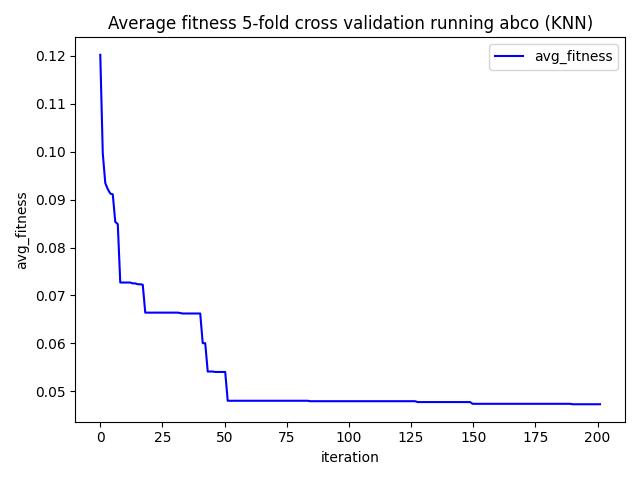 Average fitness 5-fold cross validation running abco (KNN)
avg_fitness
avg_fitness
0.12
0.11
0.10
0.09
0.08
0.07
0.06
0.05
0 25 50 75 100 125 150 175 200
iteration